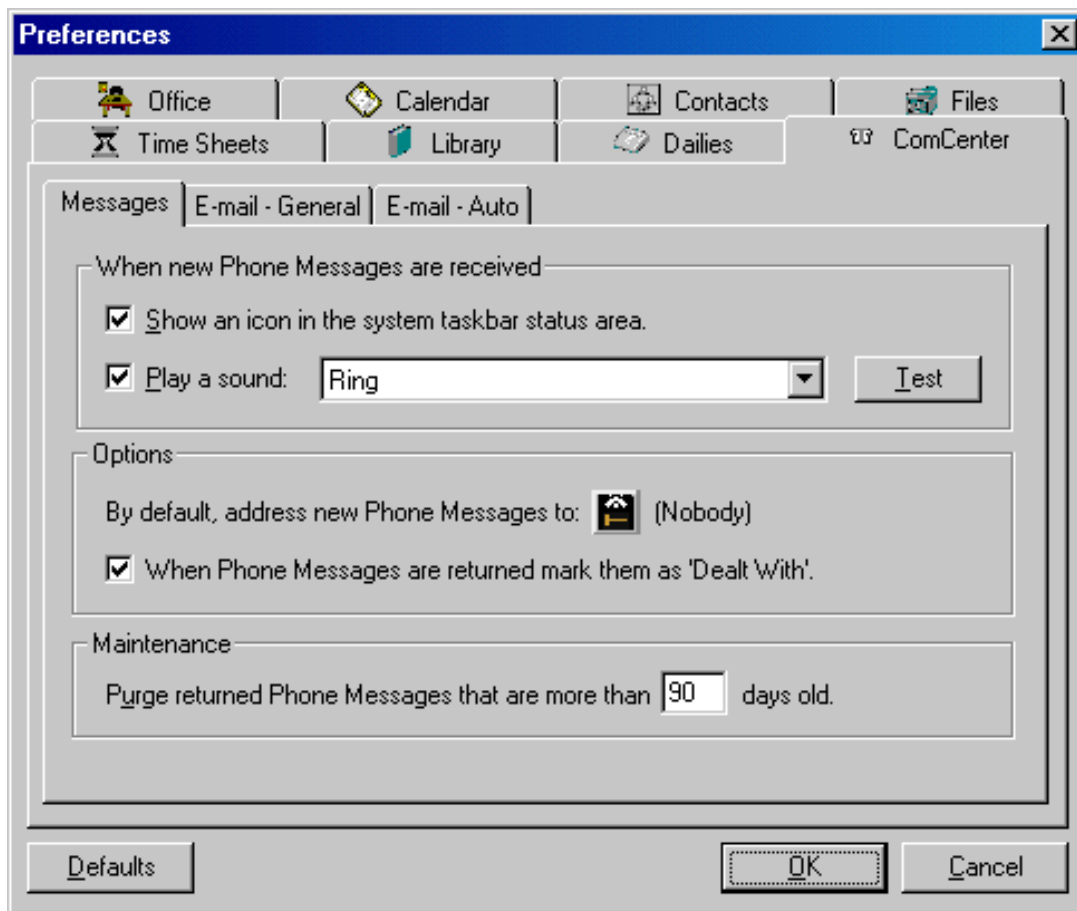 Preferences
Office Calendar Contacts Files
Time Sheets Library Dailies ComCenter
Messages E-mail - General E-mail - Auto
When new Phone Messages are received
Show an icon in the system taskbar status area.
Play a sound: Ring Test
Options
By default, address new Phone Messages to: (Nobody)
When Phone Messages are returned mark them as 'Dealt With'.
Maintenance
Purge returned Phone Messages that are more than 90 days old.
Defaults OK Cancel